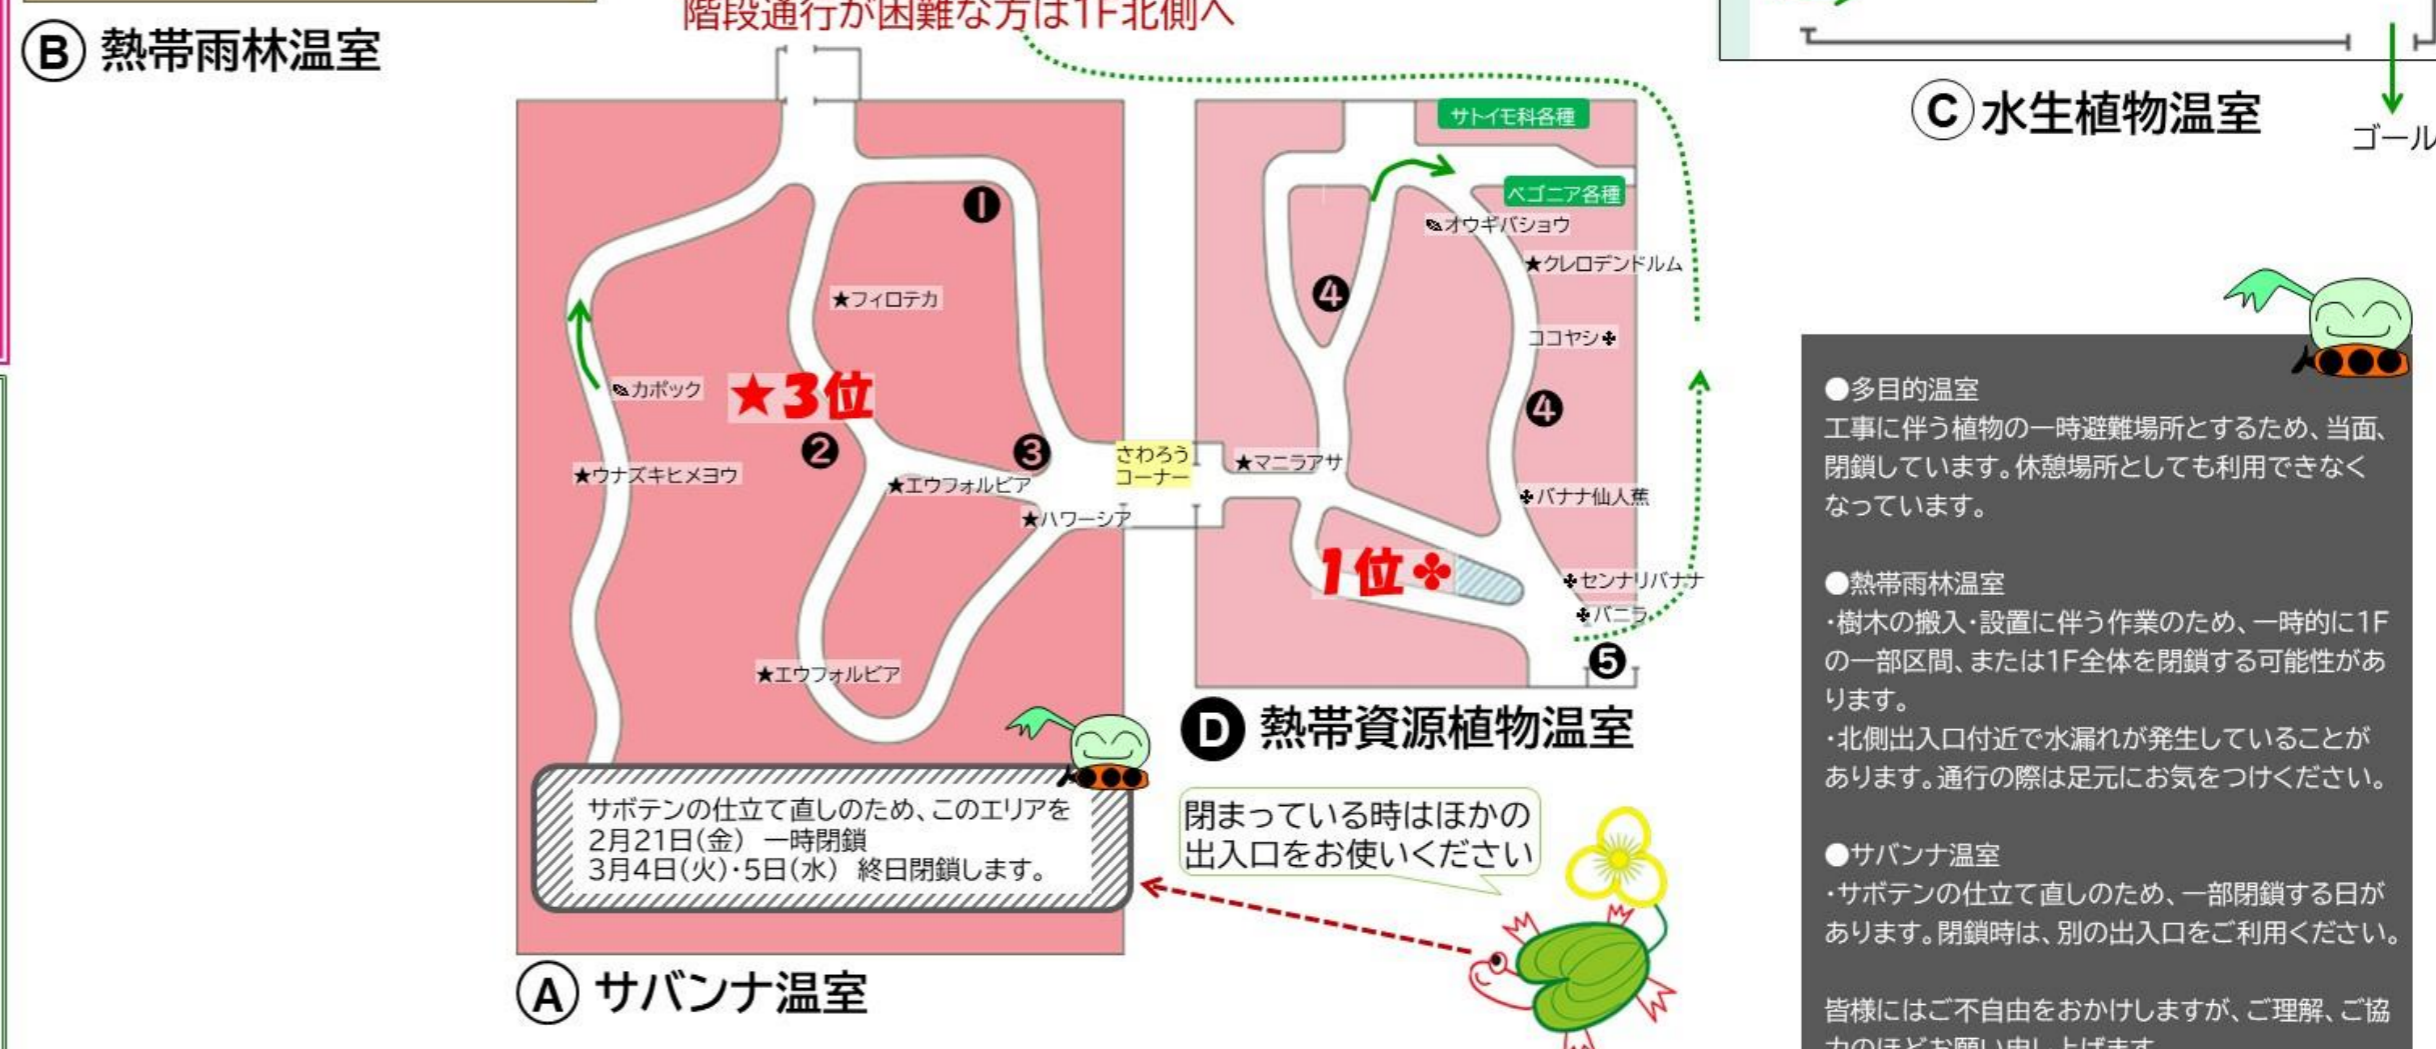 階段通行が困難な方は1F北側へ
B 熱帯雨林温室
C 水生植物温室
ゴール
サトイモ科各種
ベゴニア各種
✎オウギバショウ
★クレロデンドルム
ココヤシ✤
❶
❹
★フィロテカ
✎カポック
★3位
❷
❸
❹
さわろう
コーナー
★マニラアサ
★ウナズキヒメヨウ
★エウフォルビア
★ハワーシア
✤バナナ仙人蕉
1位✤
✤センナリバナナ
✤バニラ
❺
★エウフォルビア
D 熱帯資源植物温室
サボテンの仕立て直しのため、このエリアを
2月21日(金) 一時閉鎖
3月4日(火)・5日(水) 終日閉鎖します。
閉まっている時はほかの
出入口をお使いください
A サバンナ温室
●多目的温室
工事に伴う植物の一時避難場所とするため、当面、
閉鎖しています。休憩場所としても利用できなく
なっています。
●熱帯雨林温室
・樹木の搬入・設置に伴う作業のため、一時的に1F
の一部区間、または1F全体を閉鎖する可能性があ
ります。
・北側出入口付近で水漏れが発生していることが
あります。通行の際は足元にお気をつけください。
●サバンナ温室
・サボテンの仕立て直しのため、一部閉鎖する日が
あります。閉鎖時は、別の出入口をご利用ください。
皆様にはご不自由をおかけしますが、ご理解、ご協
力のほどお願い申し上げます